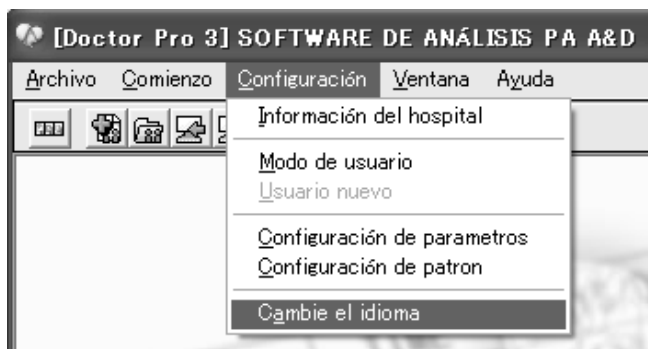 [Doctor Pro 3] SOFTWARE DE ANÁLISIS PA A&D
Archivo Comienzo Configuración Ventana Ayuda
Información del hospital
Modo de usuario
Usuario nuevo
Configuración de parametros
Configuración de patron
Cambie el idioma